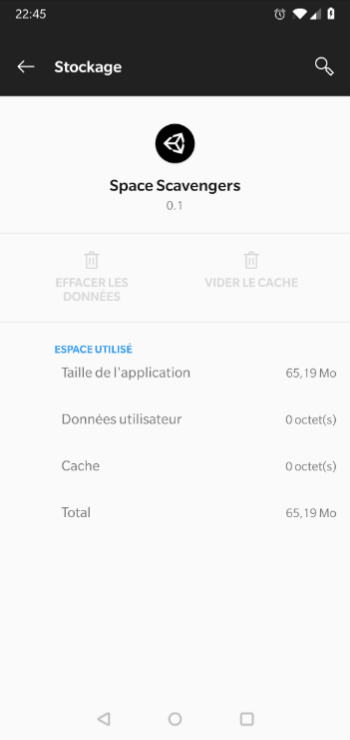 22:45
Stockage
Space Scavengers
0.1
EFFACER LES
DONNÉES
VIDER LE CACHE
ESPACE UTILISÉ
Taille de l'application 65,19 Mo
Données utilisateur 0 octet(s)
Cache 0 octet(s)
Total 65,19 Mo